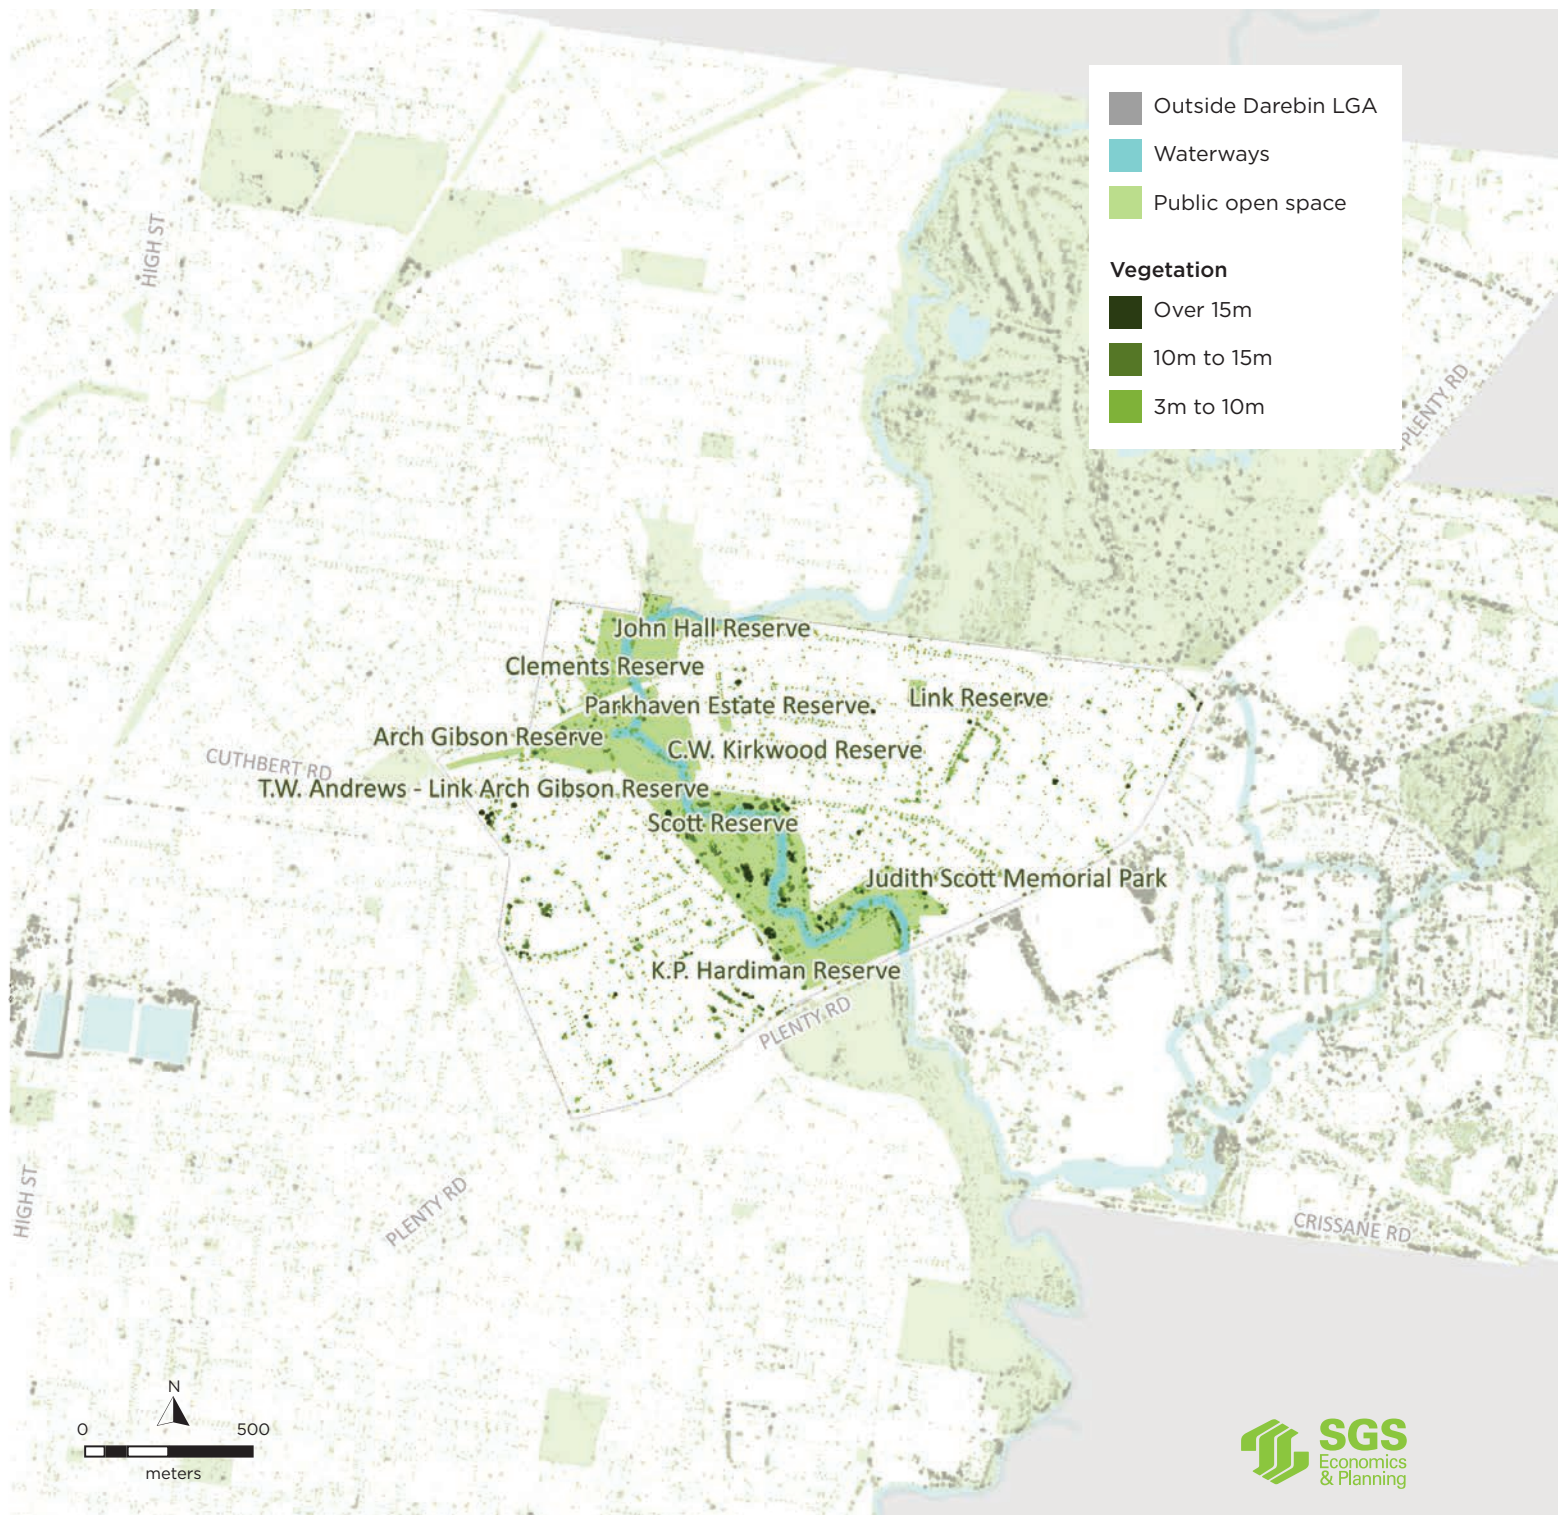 Outside Darebin LGA
Waterways
Public open space
Vegetation
Over 15m
10m to 15m
3m to 10m
HIGH ST
PLENTY RD
John Hall Reserve
Clements Reserve
Parkhaven Estate Reserve
Link Reserve
Arch Gibson Reserve
C.W. Kirkwood Reserve
CUTHBERT RD
T.W. Andrews - Link Arch Gibson Reserve
Scott Reserve
Judith Scott Memorial Park
K.P. Hardiman Reserve
PLENTY RD
HIGH ST
PLENTY RD
CRISSANE RD
N
0 500
meters
SGS
Economics
& Planning